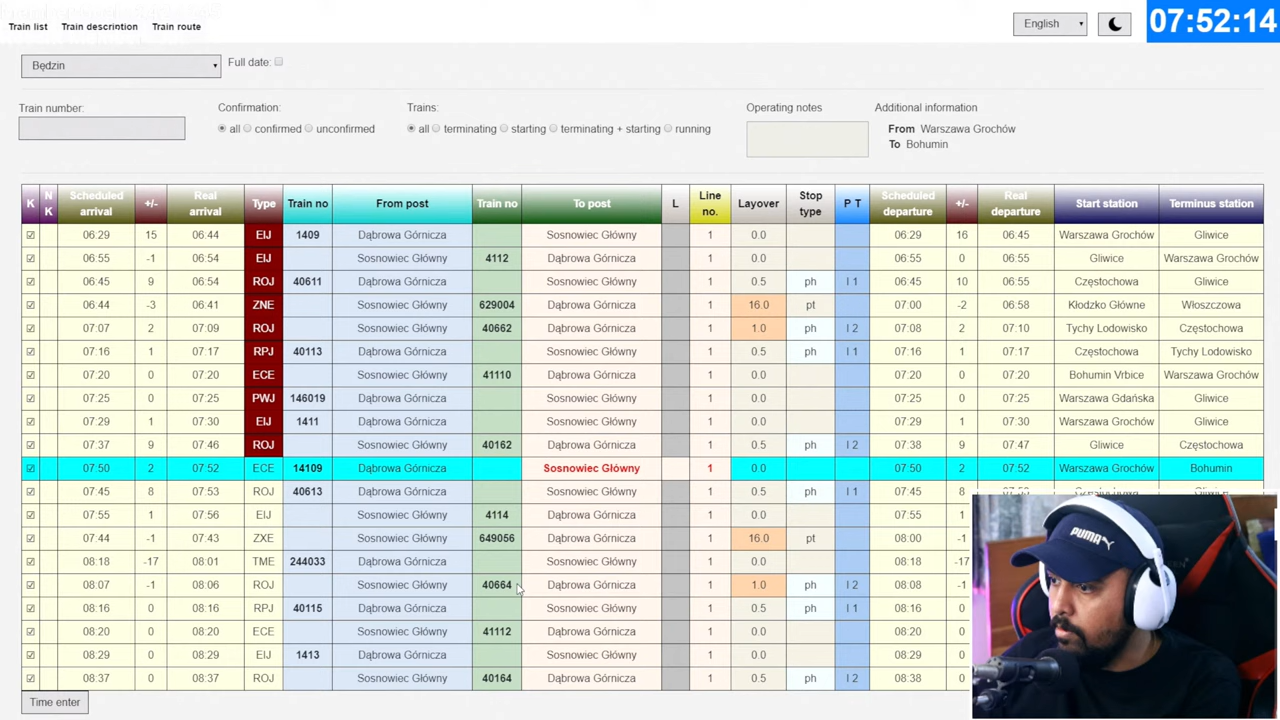 Train list Train description Train route English 07:52:14
Będzin Full date:
Train number: Confirmation: Trains: Operating notes Additional information
all confirmed unconfirmed all terminating starting terminating + starting running From Warszawa Grochów
To Bohumin
K N K Scheduled arrival +/- Real arrival Type Train no From post Train no To post L Line no. Layover Stop type P T Scheduled departure +/- Real departure Start station Terminus station
06:29 15 06:44 EIJ 1409 Dąbrowa Górnicza Sosnowiec Główny 1 0.0 06:29 16 06:45 Warszawa Grochów Gliwice
06:55 -1 06:54 EIJ Sosnowiec Główny 4112 Dąbrowa Górnicza 1 0.0 06:55 0 06:55 Gliwice Warszawa Grochów
06:45 9 06:54 ROJ 40611 Dąbrowa Górnicza Sosnowiec Główny 1 0.5 ph I 1 06:45 10 06:55 Częstochowa Gliwice
06:44 -3 06:41 ZNE Sosnowiec Główny 629004 Dąbrowa Górnicza 1 16.0 pt 07:00 -2 06:58 Kłodzko Główne Włoszczowa
07:07 2 07:09 ROJ Sosnowiec Główny 40662 Dąbrowa Górnicza 1 1.0 ph I 2 07:08 2 07:10 Tychy Lodowisko Częstochowa
07:16 1 07:17 RPJ 40113 Dąbrowa Górnicza Sosnowiec Główny 1 0.5 ph I 1 07:16 1 07:17 Częstochowa Tychy Lodowisko
07:20 0 07:20 ECE Sosnowiec Główny 41110 Dąbrowa Górnicza 1 0.0 07:20 0 07:20 Bohumin Vrbice Warszawa Grochów
07:25 0 07:25 PWJ 146019 Dąbrowa Górnicza Sosnowiec Główny 1 0.0 07:25 0 07:25 Warszawa Gdańska Gliwice
07:29 1 07:30 EIJ 1411 Dąbrowa Górnicza Sosnowiec Główny 1 0.0 07:29 1 07:30 Warszawa Grochów Gliwice
07:37 9 07:46 ROJ Sosnowiec Główny 40162 Dąbrowa Górnicza 1 0.5 ph I 2 07:38 9 07:47 Gliwice Częstochowa
07:50 2 07:52 ECE 14109 Dąbrowa Górnicza Sosnowiec Główny 1 0.0 07:50 2 07:52 Warszawa Grochów Bohumin
07:45 8 07:53 ROJ 40613 Dąbrowa Górnicza Sosnowiec Główny 1 0.5 ph I 1 07:45 8
07:55 1 07:56 EIJ Sosnowiec Główny 4114 Dąbrowa Górnicza 1 0.0 07:55 1
07:44 -1 07:43 ZXE Sosnowiec Główny 649056 Dąbrowa Górnicza 1 16.0 pt 08:00 -1
08:18 -17 08:01 TME 244033 Dąbrowa Górnicza Sosnowiec Główny 1 0.0 08:18 -17
08:07 -1 08:06 ROJ Sosnowiec Główny 40664 Dąbrowa Górnicza 1 1.0 ph I 2 08:08 -1
08:16 0 08:16 RPJ 40115 Dąbrowa Górnicza Sosnowiec Główny 1 0.5 ph I 1 08:16 0
08:20 0 08:20 ECE Sosnowiec Główny 41112 Dąbrowa Górnicza 1 0.0 08:20 0
08:29 0 08:29 EIJ 1413 Dąbrowa Górnicza Sosnowiec Główny 1 0.0 08:29 0
08:37 0 08:37 ROJ Sosnowiec Główny 40164 Dąbrowa Górnicza 1 0.5 ph I 2 08:38 0
Time enter
PUMA